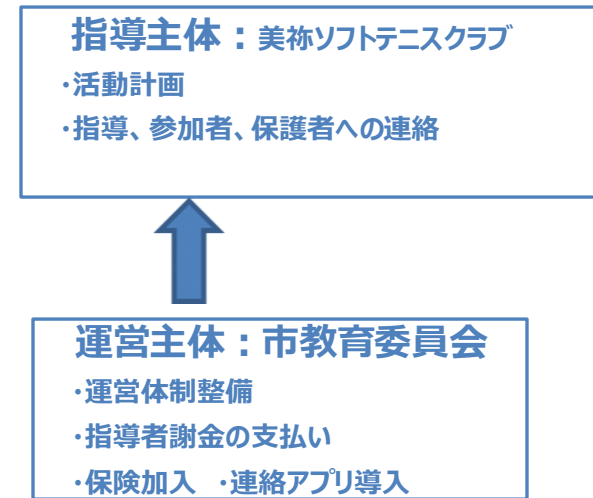 指導主体：美祢ソフトテニスクラブ
・活動計画
・指導、参加者、保護者への連絡
運営主体：市教育委員会
・運営体制整備
・指導者謝金の支払い
・保険加入　・連絡アプリ導入